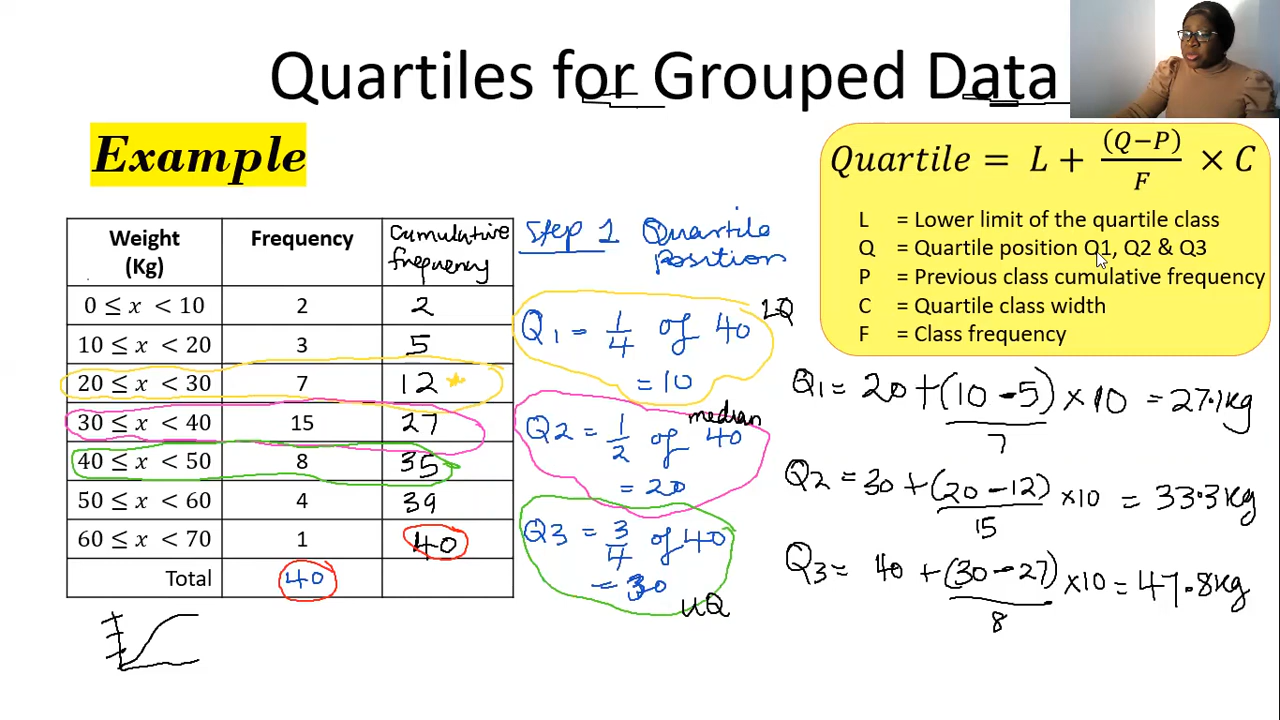 Quartiles for Grouped Data
Example
Quartile = L + (Q−P)/F × C
L = Lower limit of the quartile class
Q = Quartile position Q1, Q2 & Q3
P = Previous class cumulative frequency
C = Quartile class width
F = Class frequency
Weight (Kg) Frequency Cumulative frequency
0 ≤ x < 10 2 2
10 ≤ x < 20 3 5
20 ≤ x < 30 7 12 *
30 ≤ x < 40 15 27
40 ≤ x < 50 8 35
50 ≤ x < 60 4 39
60 ≤ x < 70 1 40
Total 40
Step 1 Quartile position
Q1 = 1/4 of 40 LQ
= 10
median
Q2 = 1/2 of 40
= 20
Q3 = 3/4 of 40
= 30
UQ
Q1 = 20 + (10 − 5)/7 × 10 = 27.1kg
Q2 = 30 + (20 − 12)/15 × 10 = 33.3kg
Q3 = 40 + (30 − 27)/8 × 10 = 47.8kg